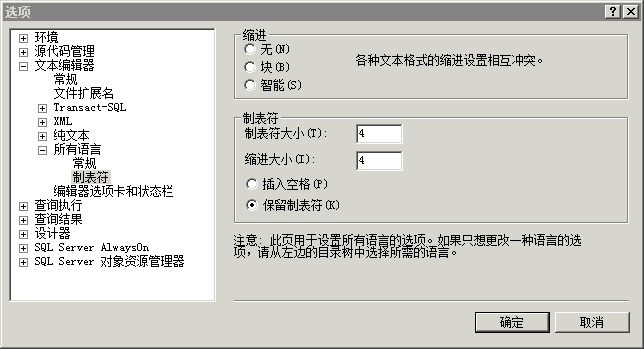 选项
环境
源代码管理
文本编辑器
常规
文件扩展名
Transact-SQL
XML
纯文本
所有语言
常规
制表符
编辑器选项卡和状态栏
查询执行
查询结果
设计器
SQL Server AlwaysOn
SQL Server 对象资源管理器
缩进
无(N)
块(B)
智能(S)
各种文本格式的缩进设置相互冲突。
制表符
制表符大小(T): 4
缩进大小(I): 4
插入空格(P)
保留制表符(K)
注意: 此页用于设置所有语言的选项。如果只想更改一种语言的选
项，请从左边的目录树中选择所需的语言。
确定
取消